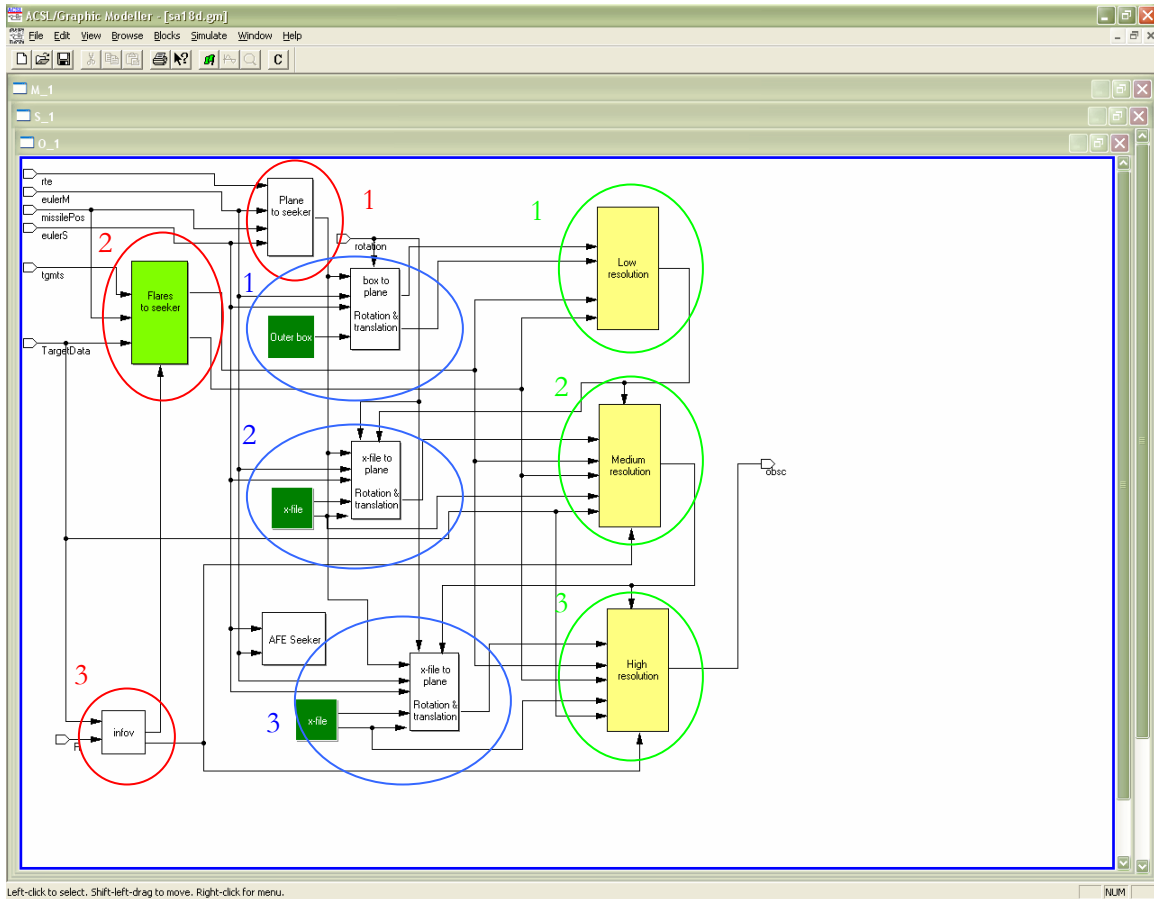 ACSL/Graphic Modeller - [sa18d.gm]
File Edit View Browse Blocks Simulate Window Help
C
M_1
S_1
O_1
rte
eulerM
missilePos
eulerS
tgmts
TargetData
Plane
to seeker
1
rotation
2
Flares
to seeker
1
box to
plane
Rotation &
translation
Outer box
1
Low
resolution
2
x-file to
plane
Rotation &
translation
x-file
2
Medium
resolution
obsc
AFE Seeker
3
x-file to
plane
Rotation &
translation
x-file
3
High
resolution
3
infov
Left-click to select. Shift-left-drag to move. Right-click for menu.
NUM